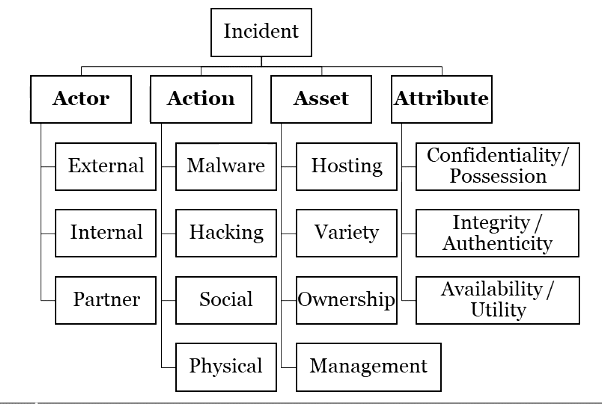 Incident
Actor
Action
Asset
Attribute
External
Malware
Hosting
Confidentiality/
Possession
Internal
Hacking
Variety
Integrity /
Authenticity
Partner
Social
Ownership
Availability /
Utility
Physical
Management